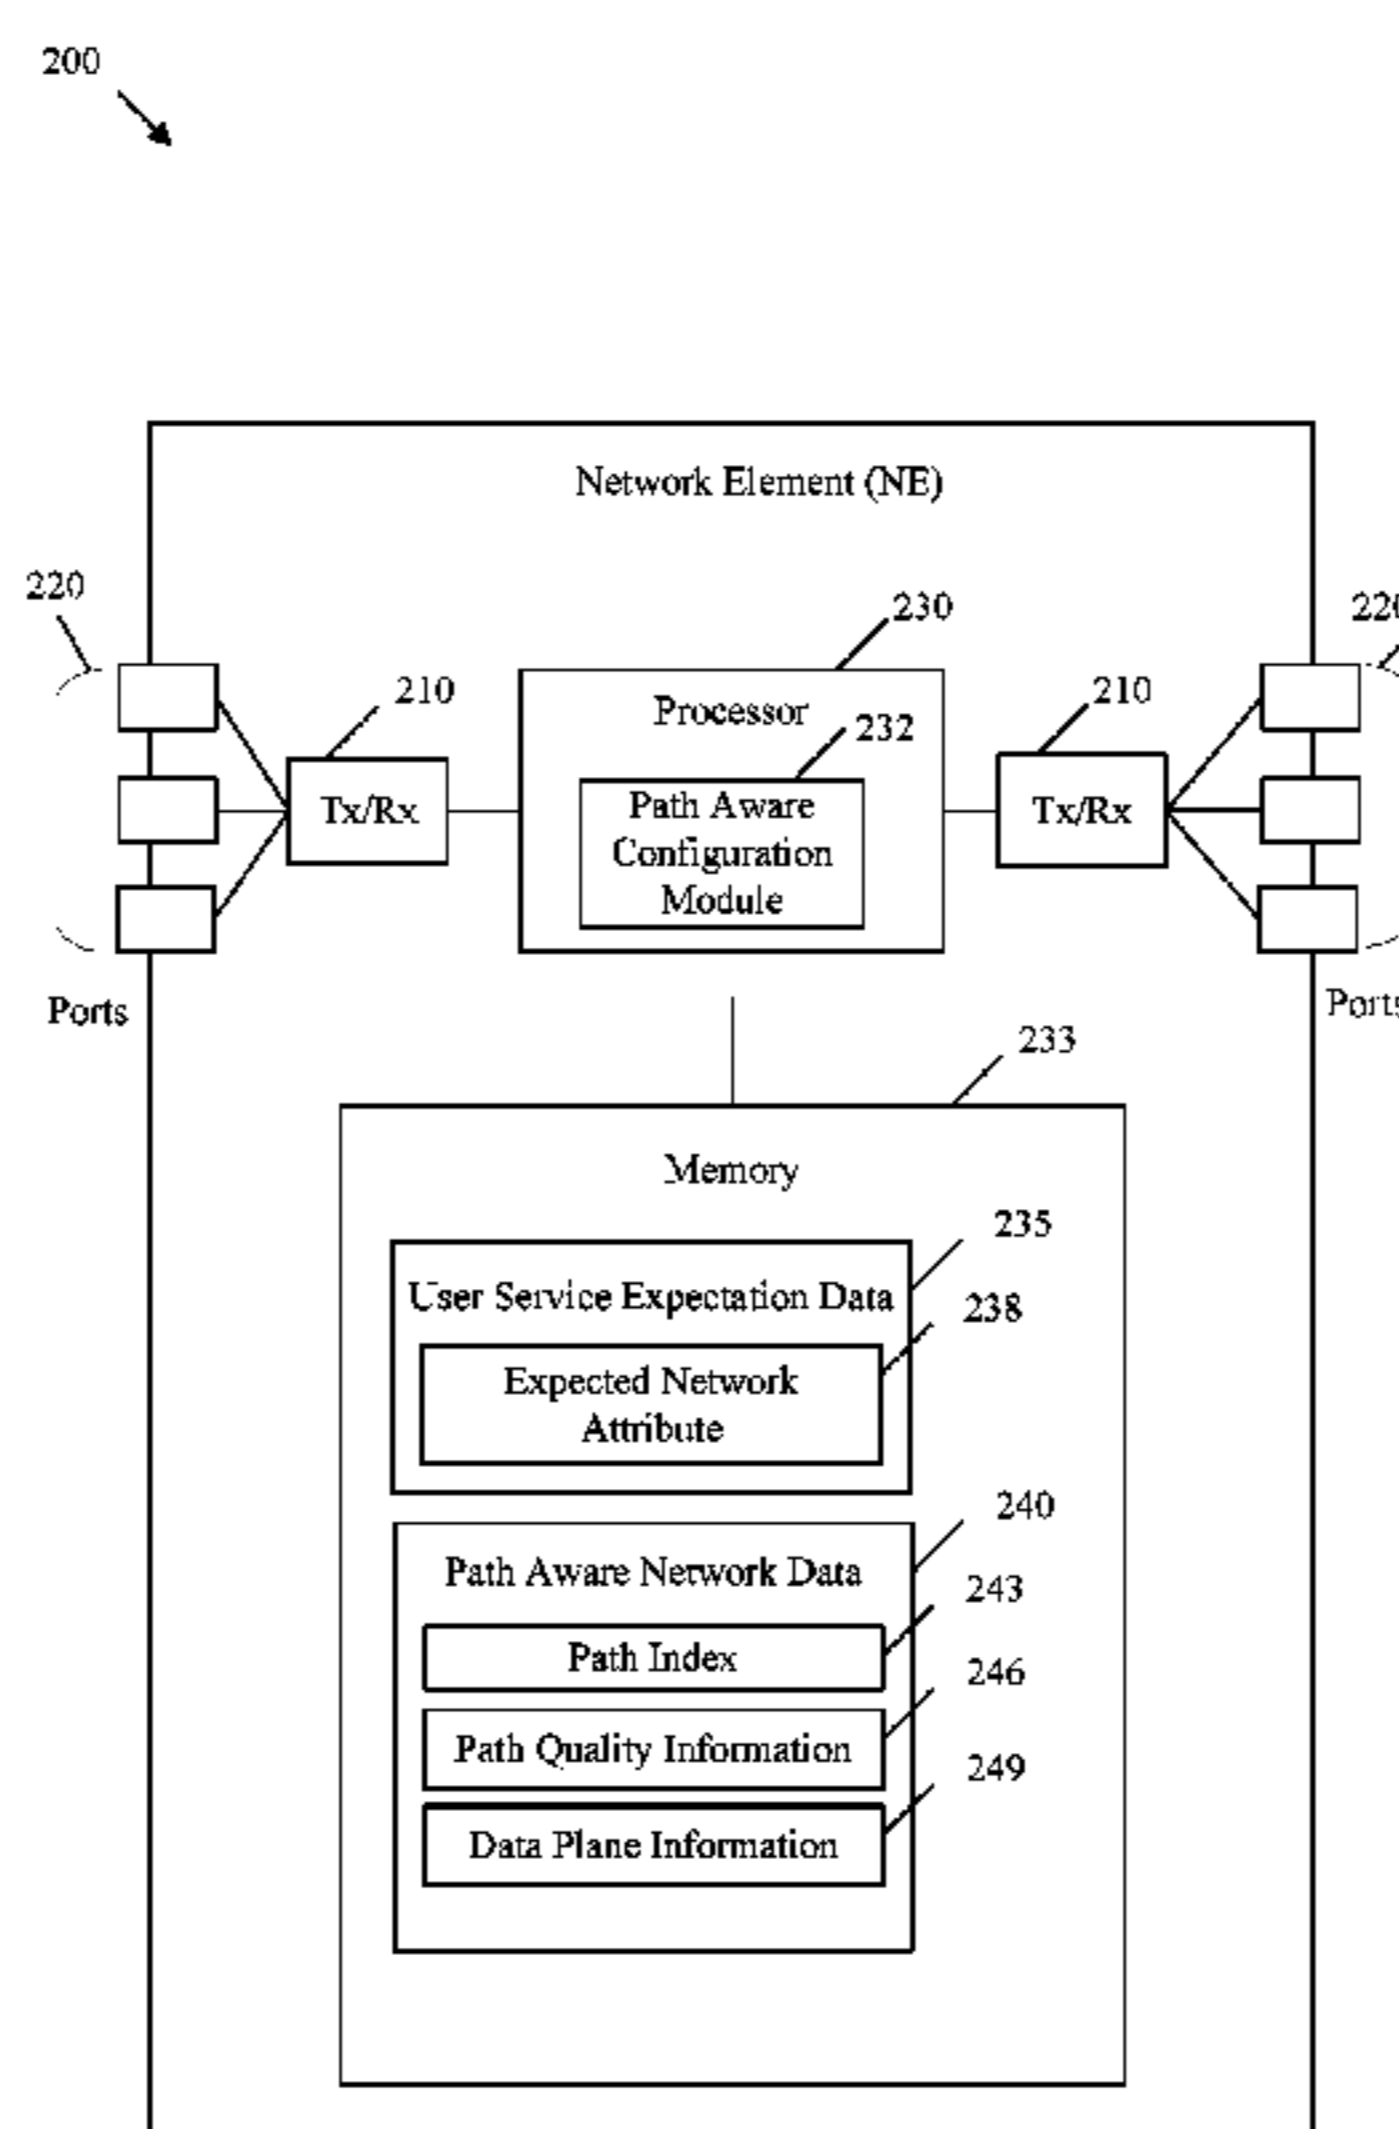 200
Network Element (NE)
220
230
220
210
Processor
210
232
Tx/Rx
Path Aware
Configuration
Module
Tx/Rx
Ports
Ports
233
Memory
235
User Service Expectation Data
238
Expected Network
Attribute
240
Path Aware Network Data
243
Path Index
246
Path Quality Information
249
Data Plane Information